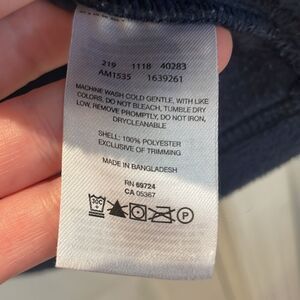 219 1118 40283
AM1535 1639261
MACHINE WASH COLD GENTLE, WITH LIKE
COLORS, DO NOT BLEACH, TUMBLE DRY
LOW, REMOVE PROMPTLY, DO NOT IRON,
DRYCLEANABLE
SHELL: 100% POLYESTER
EXCLUSIVE OF TRIMMING
MADE IN BANGLADESH
RN 69724
CA 05367
30C P